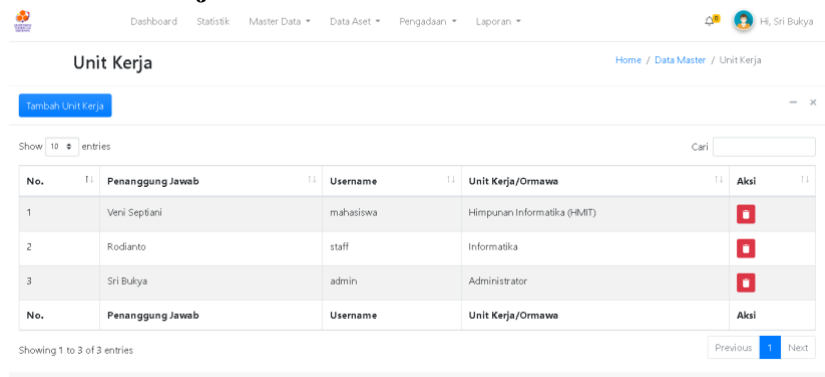 Dashboard Statistik Master Data Data Aset Pengadaan Laporan Hi, Sri Bukya
Unit Kerja Home / Data Master / Unit Kerja
Tambah Unit Kerja
Show 10 entries Cari
No. Penanggung Jawab Username Unit Kerja/Ormawa Aksi
1 Veni Septiani mahasiswa Himpunan Informatika (HMIT)
2 Rodianto staff Informatika
3 Sri Bukya admin Administrator
No. Penanggung Jawab Username Unit Kerja/Ormawa Aksi
Showing 1 to 3 of 3 entries Previous 1 Next